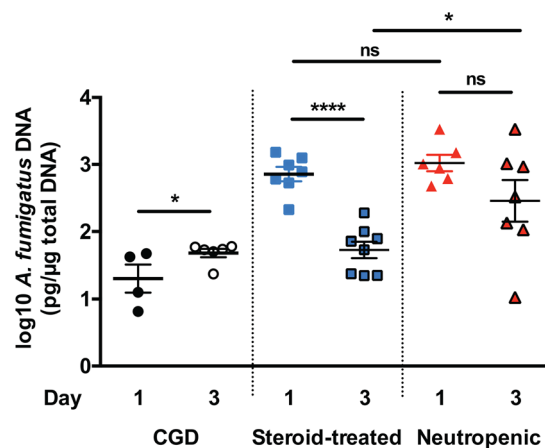 *
ns
ns
****
*
4
3
2
1
0
log10 A. fumigatus DNA
(pg/µg total DNA)
Day 1 3 1 3 1 3
CGD Steroid-treated Neutropenic